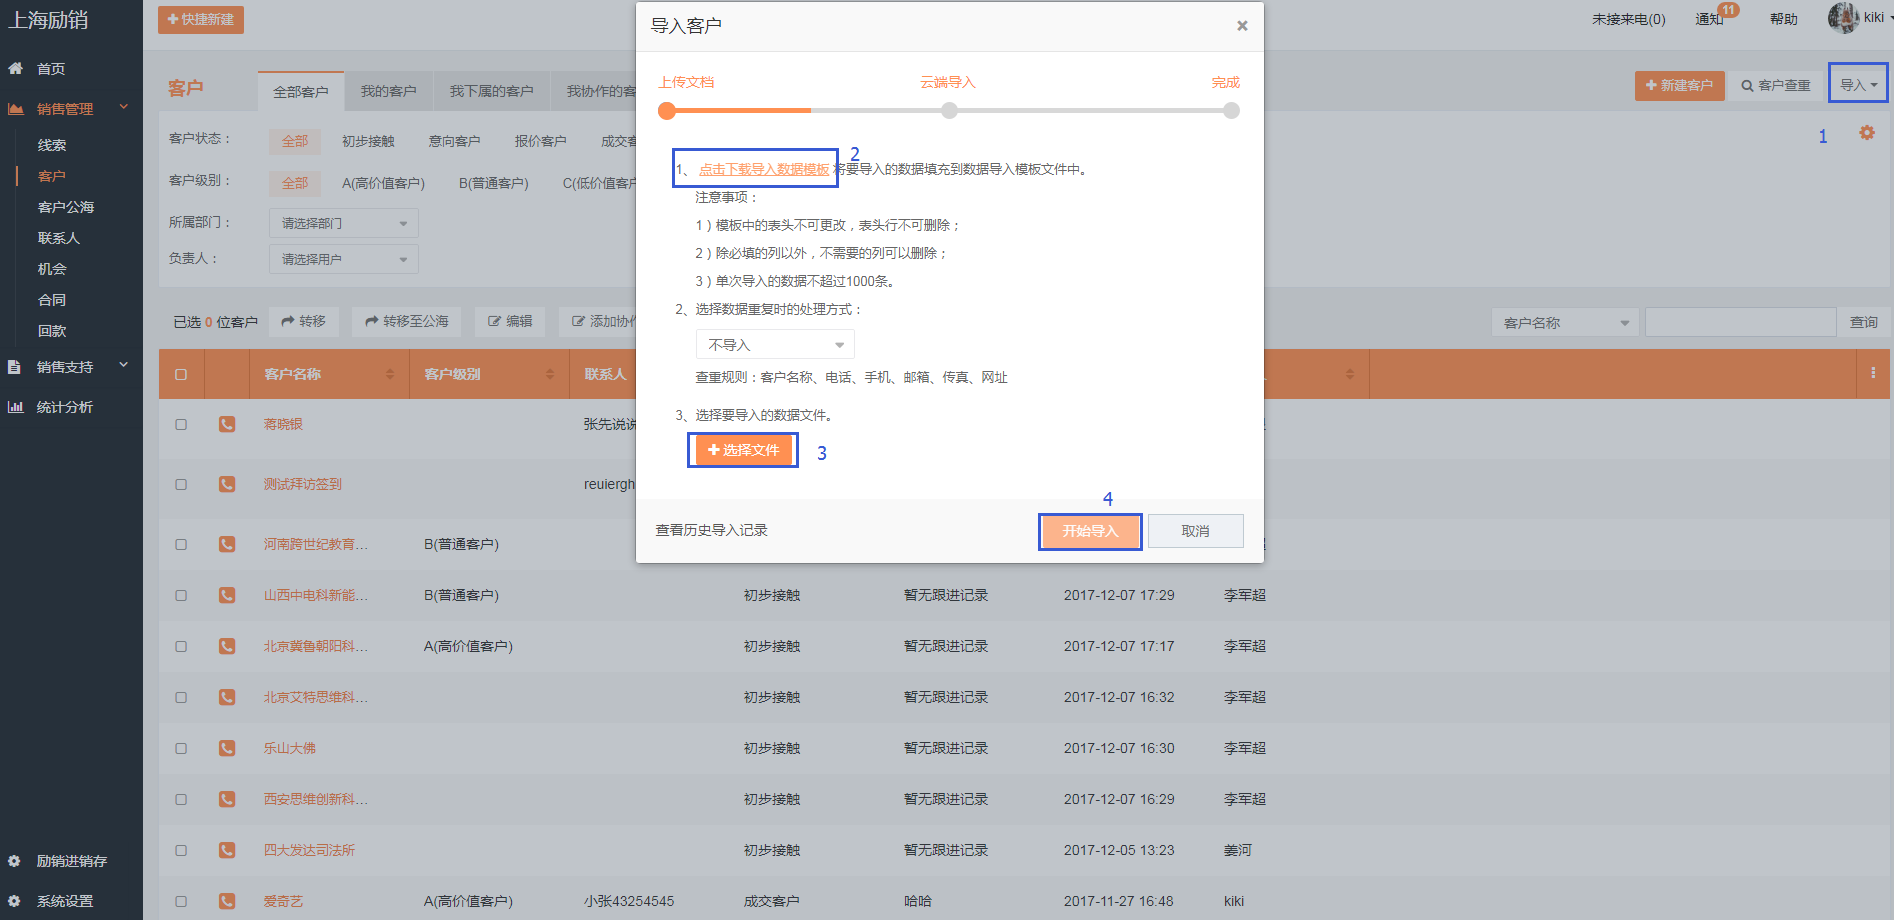 上海励销
首页
销售管理
线索
客户
客户公海
联系人
机会
合同
回款
销售支持
统计分析
励销进销存
系统设置
快捷新建
未接来电(0)
通知
11
帮助
kiki
客户
全部客户
我的客户
我下属的客户
我协作的客
新建客户
客户查重
导入
1
客户状态：
全部
初步接触
意向客户
报价客户
成交客
客户级别：
全部
A(高价值客户)
B(普通客户)
C(低价值客户
所属部门：
请选择部门
负责人：
请选择用户
已选 0 位客户
转移
转移至公海
编辑
添加协作
客户名称
查询
导入客户
×
上传文档
云端导入
完成
2
1、 点击下载导入数据模板 将要导入的数据填充到数据导入模板文件中。
注意事项：
1）模板中的表头不可更改，表头行不可删除；
2）除必填的列以外，不需要的列可以删除；
3）单次导入的数据不超过1000条。
2、选择数据重复时的处理方式：
不导入
查重规则：客户名称、电话、手机、邮箱、传真、网址
3、选择要导入的数据文件。
选择文件
3
4
查看历史导入记录
开始导入
取消
客户名称 客户级别 联系人
蒋晓银 张先说说
测试拜访签到 reuiergh
河南跨世纪教育... B(普通客户)
山西中电科新能... B(普通客户) 初步接触 暂无跟进记录 2017-12-07 17:29 李军超
北京冀鲁朝阳科... A(高价值客户) 初步接触 暂无跟进记录 2017-12-07 17:17 李军超
北京艾特思维科... 初步接触 暂无跟进记录 2017-12-07 16:32 李军超
乐山大佛 初步接触 暂无跟进记录 2017-12-07 16:30 李军超
西安思维创新科... 初步接触 暂无跟进记录 2017-12-07 16:29 李军超
四大发达司法所 初步接触 暂无跟进记录 2017-12-05 13:23 姜河
爱奇艺 A(高价值客户) 小张43254545 成交客户 哈哈 2017-11-27 16:48 kiki